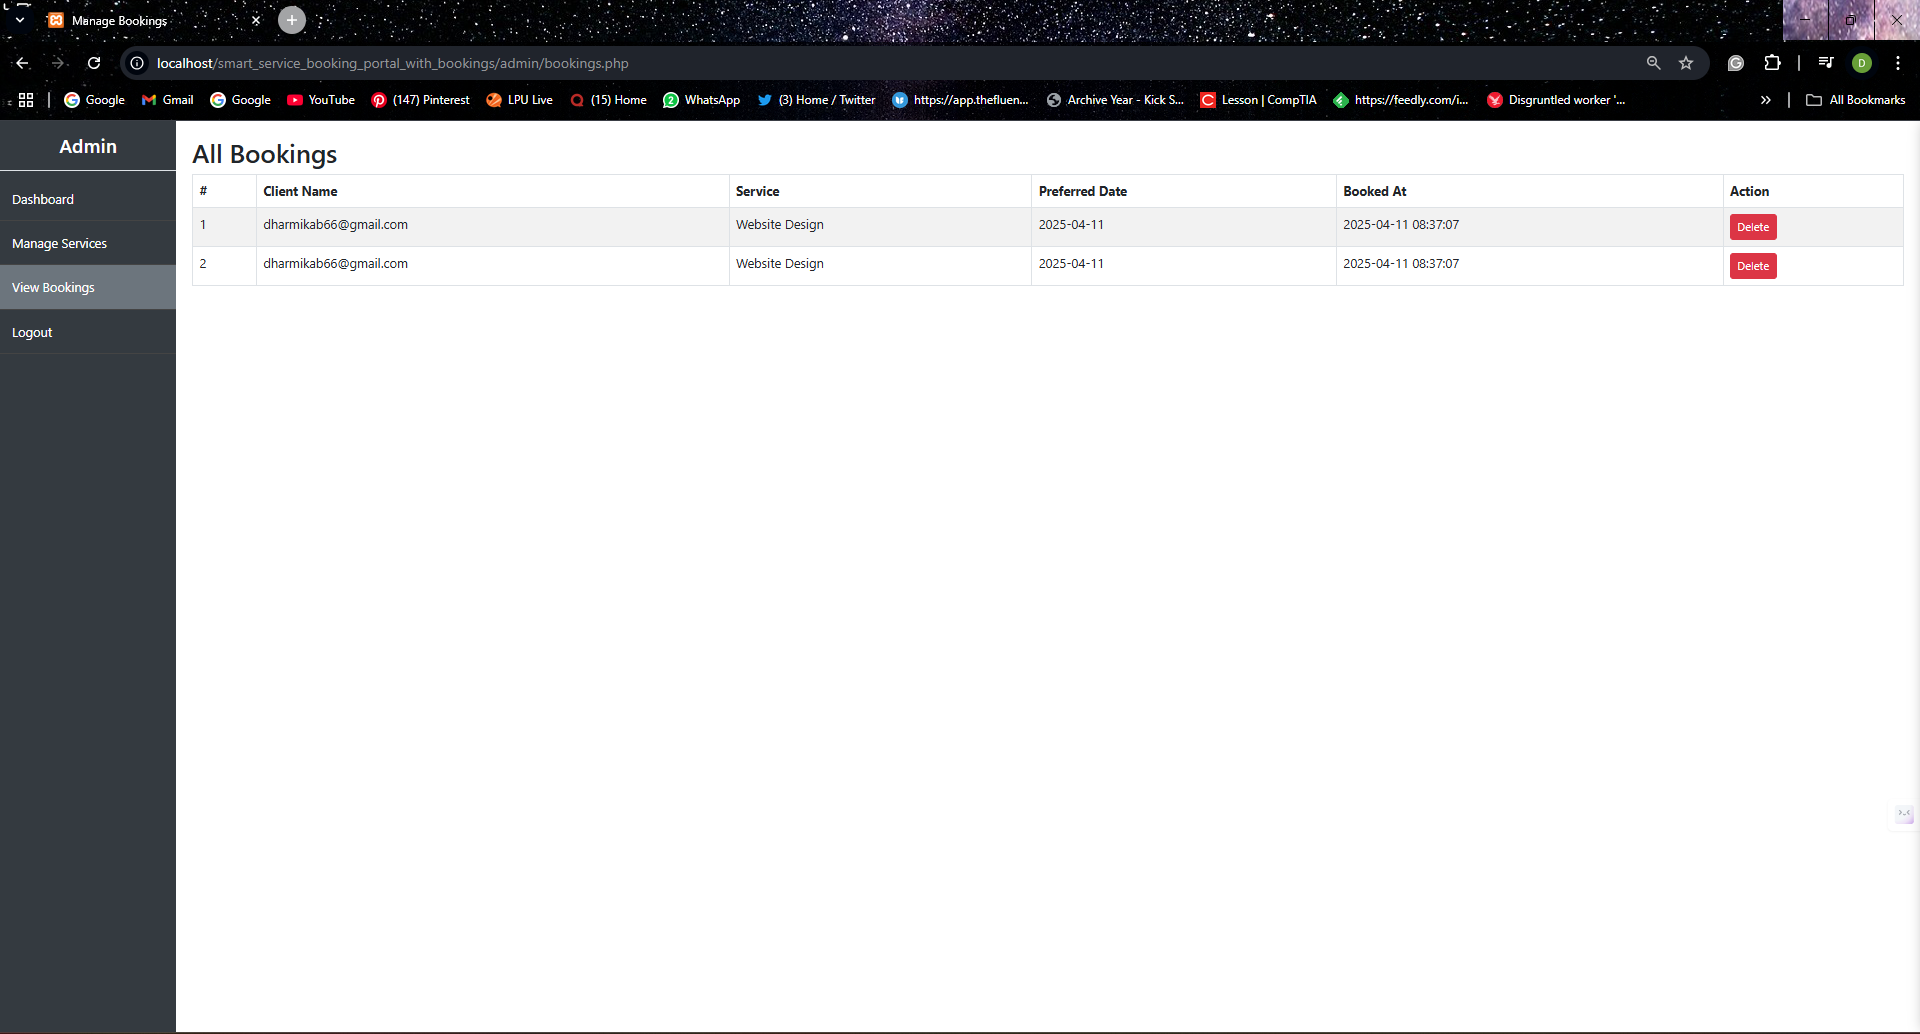 Manage Bookings
localhost/smart_service_booking_portal_with_bookings/admin/bookings.php
D
Google Gmail Google YouTube (147) Pinterest LPU Live (15) Home WhatsApp (3) Home / Twitter https://app.thefluen... Archive Year - Kick S... Lesson | CompTIA https://feedly.com/i... Disgruntled worker '... » All Bookmarks
Admin
Dashboard
Manage Services
View Bookings
Logout
All Bookings
# Client Name Service Preferred Date Booked At Action
1 dharmikab66@gmail.com Website Design 2025-04-11 2025-04-11 08:37:07 Delete
2 dharmikab66@gmail.com Website Design 2025-04-11 2025-04-11 08:37:07 Delete